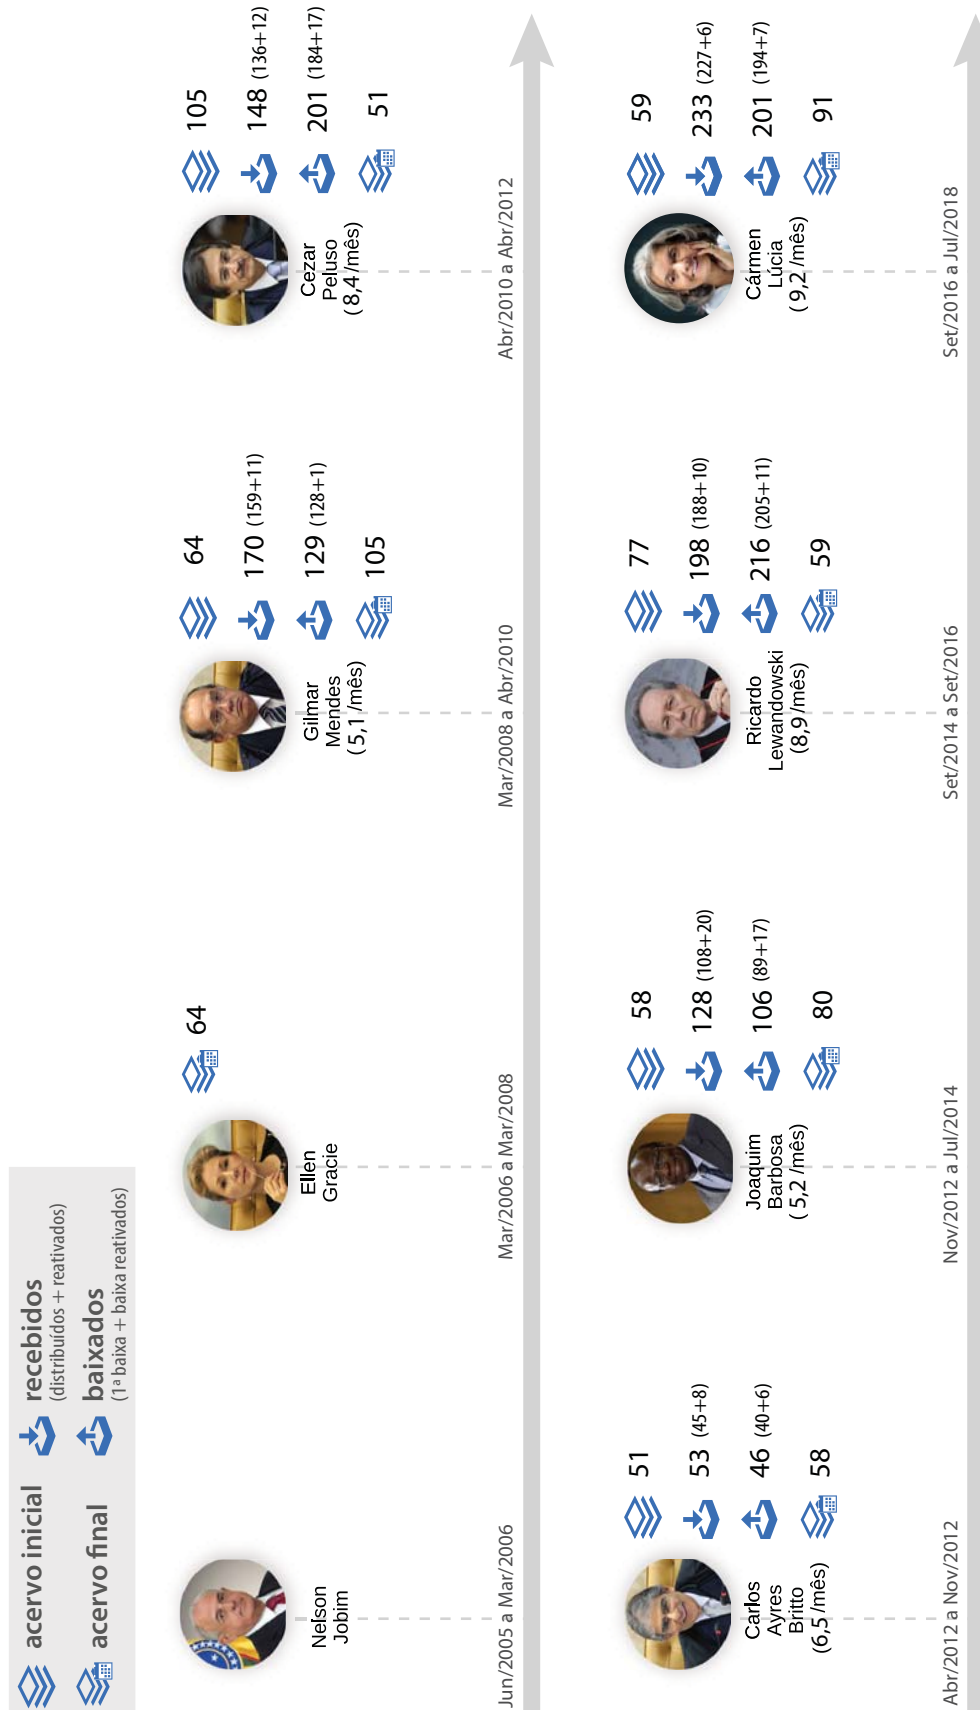 acervo inicial
recebidos
(distribuídos + reativados)
acervo final
baixados
(1ª baixa + baixa reativados)
Nelson
Jobim
Jun/2005 a Mar/2006
Ellen
Gracie
64
Mar/2006 a Mar/2008
Gilmar
Mendes
(5,1 /mês)
64
170 (159+11)
129 (128+1)
105
Mar/2008 a Abr/2010
Cezar
Peluso
(8,4 /mês)
105
148 (136+12)
201 (184+17)
51
Abr/2010 a Abr/2012
Carlos
Ayres
Britto
(6,5 /mês)
51
53 (45+8)
46 (40+6)
58
Abr/2012 a Nov/2012
Joaquim
Barbosa
( 5,2 /mês)
58
128 (108+20)
106 (89+17)
80
Nov/2012 a Jul/2014
Ricardo
Lewandowski
(8,9 /mês)
77
198 (188+10)
216 (205+11)
59
Set/2014 a Set/2016
Cármen
Lúcia
( 9,2 /mês)
59
233 (227+6)
201 (194+7)
91
Set/2016 a Jul/2018